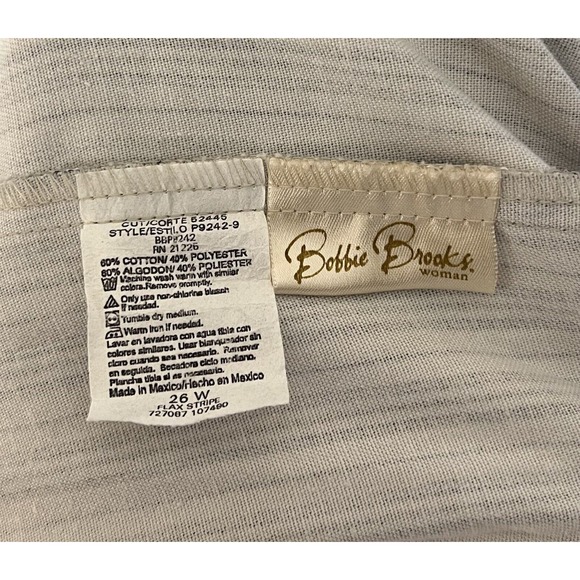 CUT/CORTE 52446
STYLE/ESTILO P9242-9
BBP9242
RN 21226
60% COTTON/ 40% POLYESTER
60% ALGODON/ 40% POLIESTER
Machine wash warm with similar
colors.Remove promptly.
Only use non-chlorine bleach
if needed.
Tumble dry medium.
Warm iron if needed.
Lavar en lavadora con agua tibia con
colores similares. Usar blanqueador sin
cloro cuando sea necesario. Remover
en seguida. Secadora ciclo mediano.
Plancha tibia si es necesario.
Made in Mexico/Hecho en Mexico
26 W
FLAX STRIPE
727087 107490
Bobbie Brooks
woman